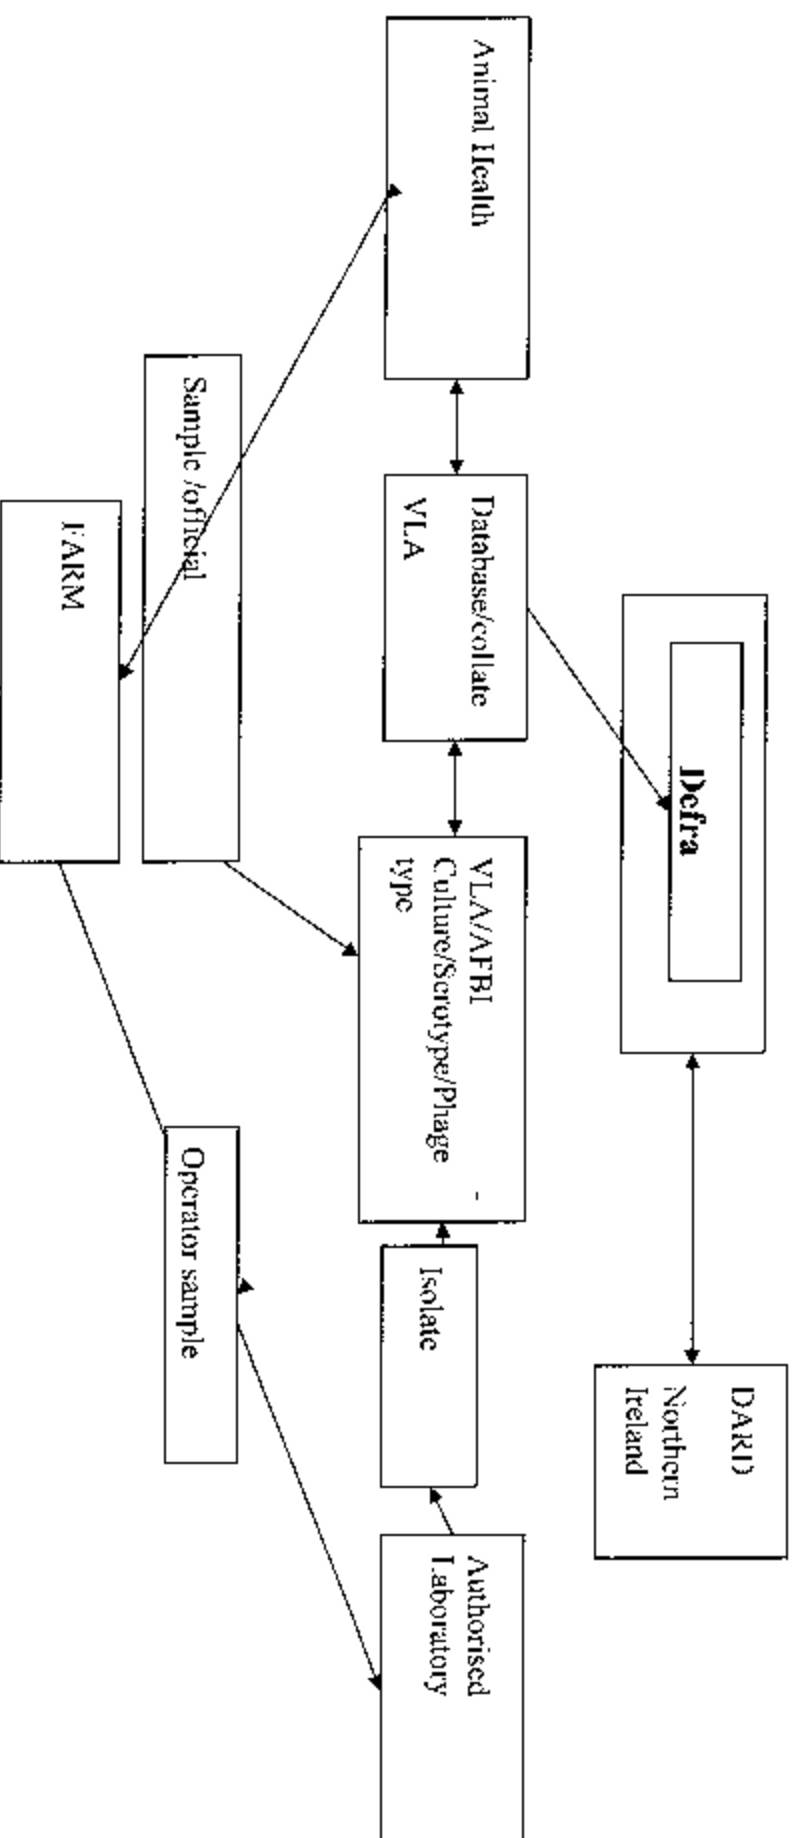 Defra
DARD
Northern
Ireland
Animal Health
Database/collate
VLA
VLA/AFBI -
Culture/Serotype/Phage
type
Isolate
Authorised
Laboratory
Sample /official
Operator sample
FARM